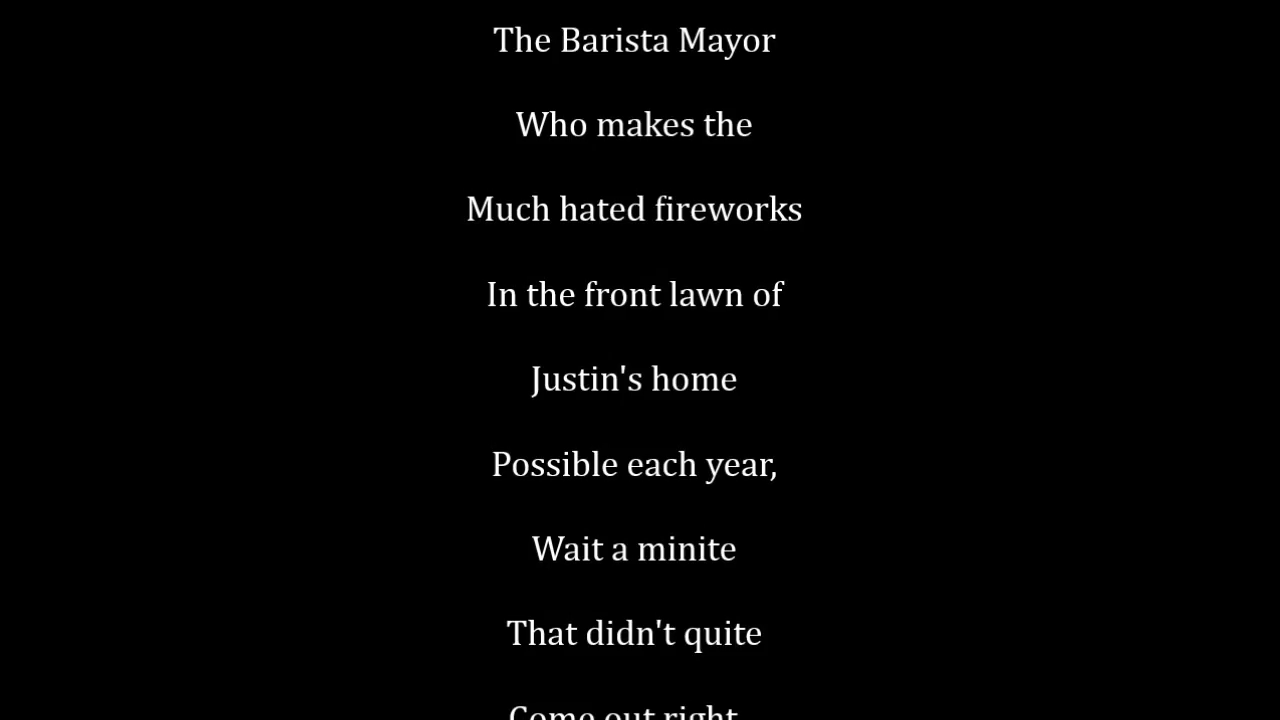 The Barista Mayor
Who makes the
Much hated fireworks
In the front lawn of
Justin's home
Possible each year,
Wait a minite
That didn't quite
Come out right